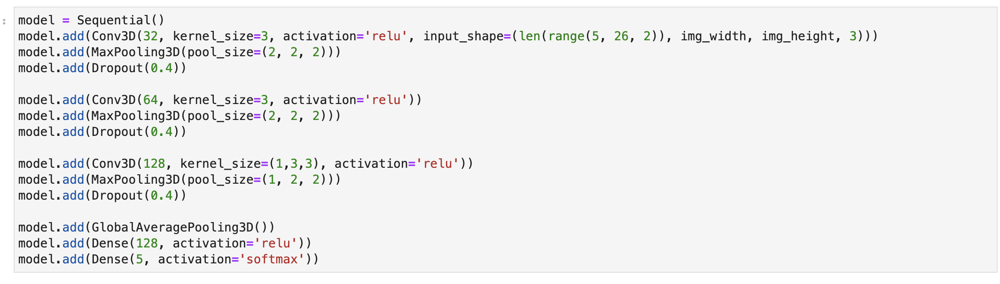 :
model = Sequential()
model.add(Conv3D(32, kernel_size=3, activation='relu', input_shape=(len(range(5, 26, 2)), img_width, img_height, 3)))
model.add(MaxPooling3D(pool_size=(2, 2, 2)))
model.add(Dropout(0.4))

model.add(Conv3D(64, kernel_size=3, activation='relu'))
model.add(MaxPooling3D(pool_size=(2, 2, 2)))
model.add(Dropout(0.4))

model.add(Conv3D(128, kernel_size=(1,3,3), activation='relu'))
model.add(MaxPooling3D(pool_size=(1, 2, 2)))
model.add(Dropout(0.4))

model.add(GlobalAveragePooling3D())
model.add(Dense(128, activation='relu'))
model.add(Dense(5, activation='softmax'))